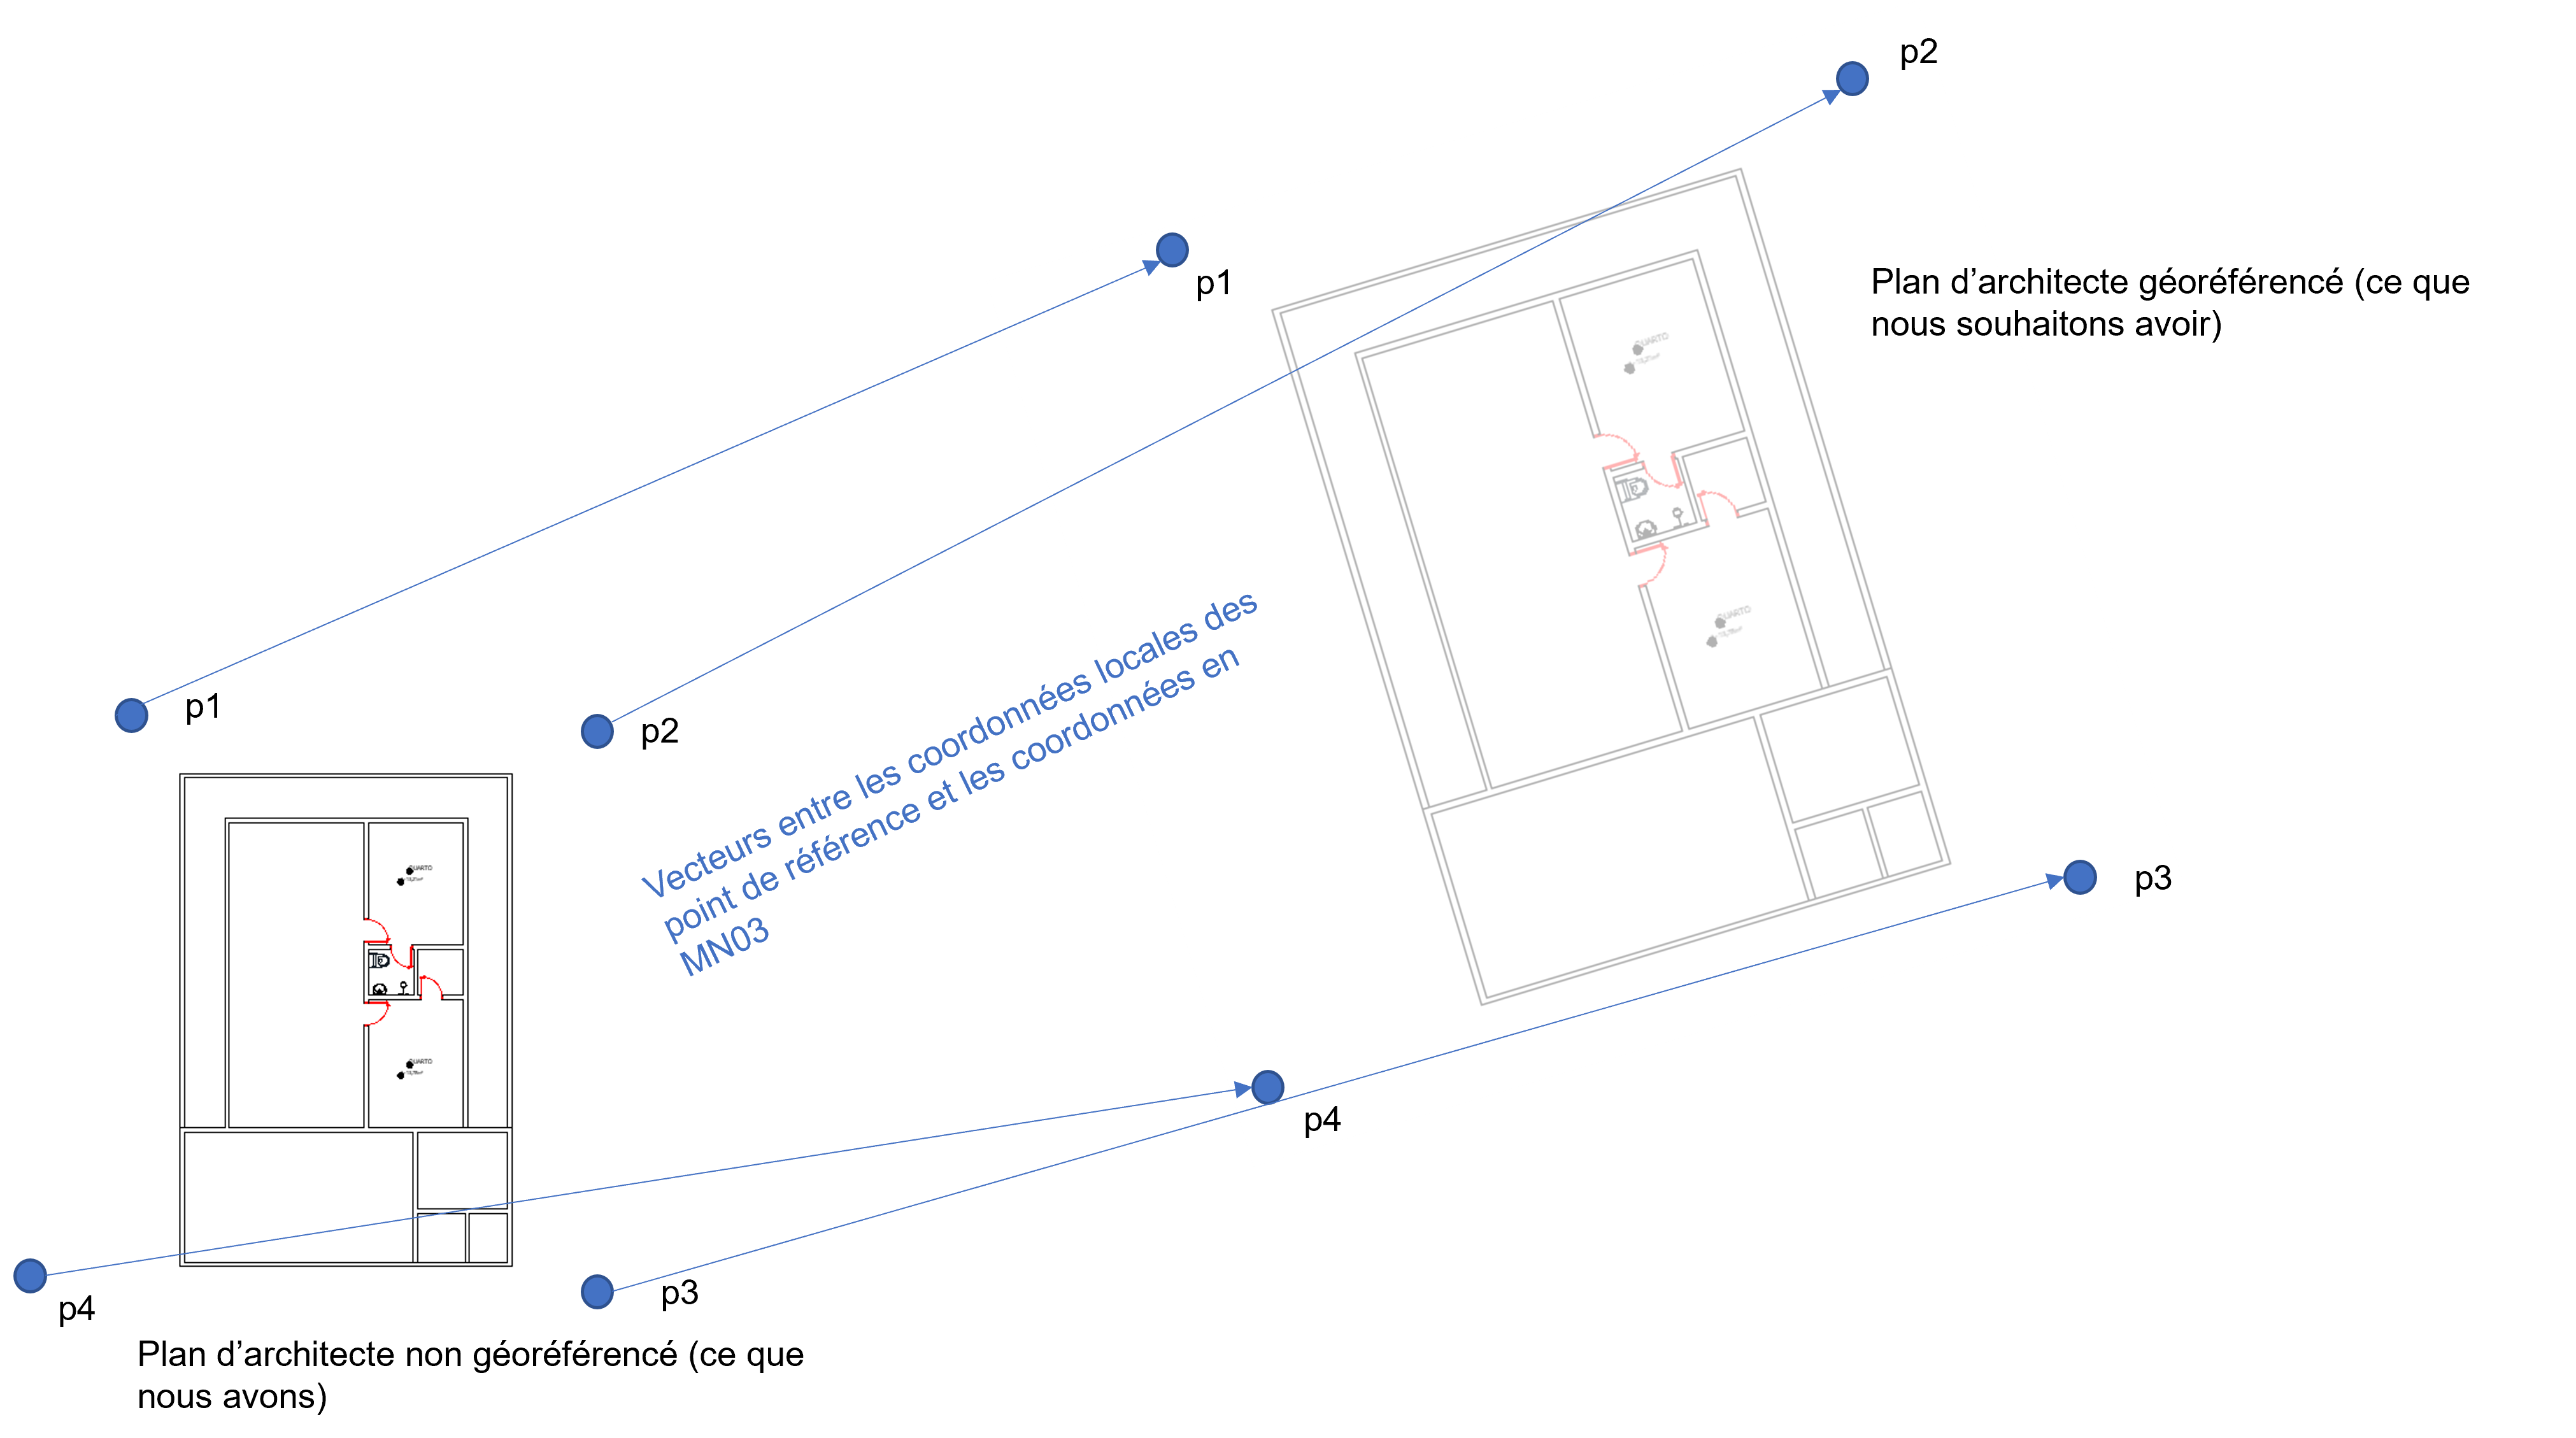 p2
p1
Plan d’architecte géoréférencé (ce que
nous souhaitons avoir)
QUARTO
QUARTO
Vecteurs entre les coordonnées locales des
point de référence et les coordonnées en
MN03
p1
p2
QUARTO
QUARTO
p3
p4
p4
p3
Plan d’architecte non géoréférencé (ce que
nous avons)